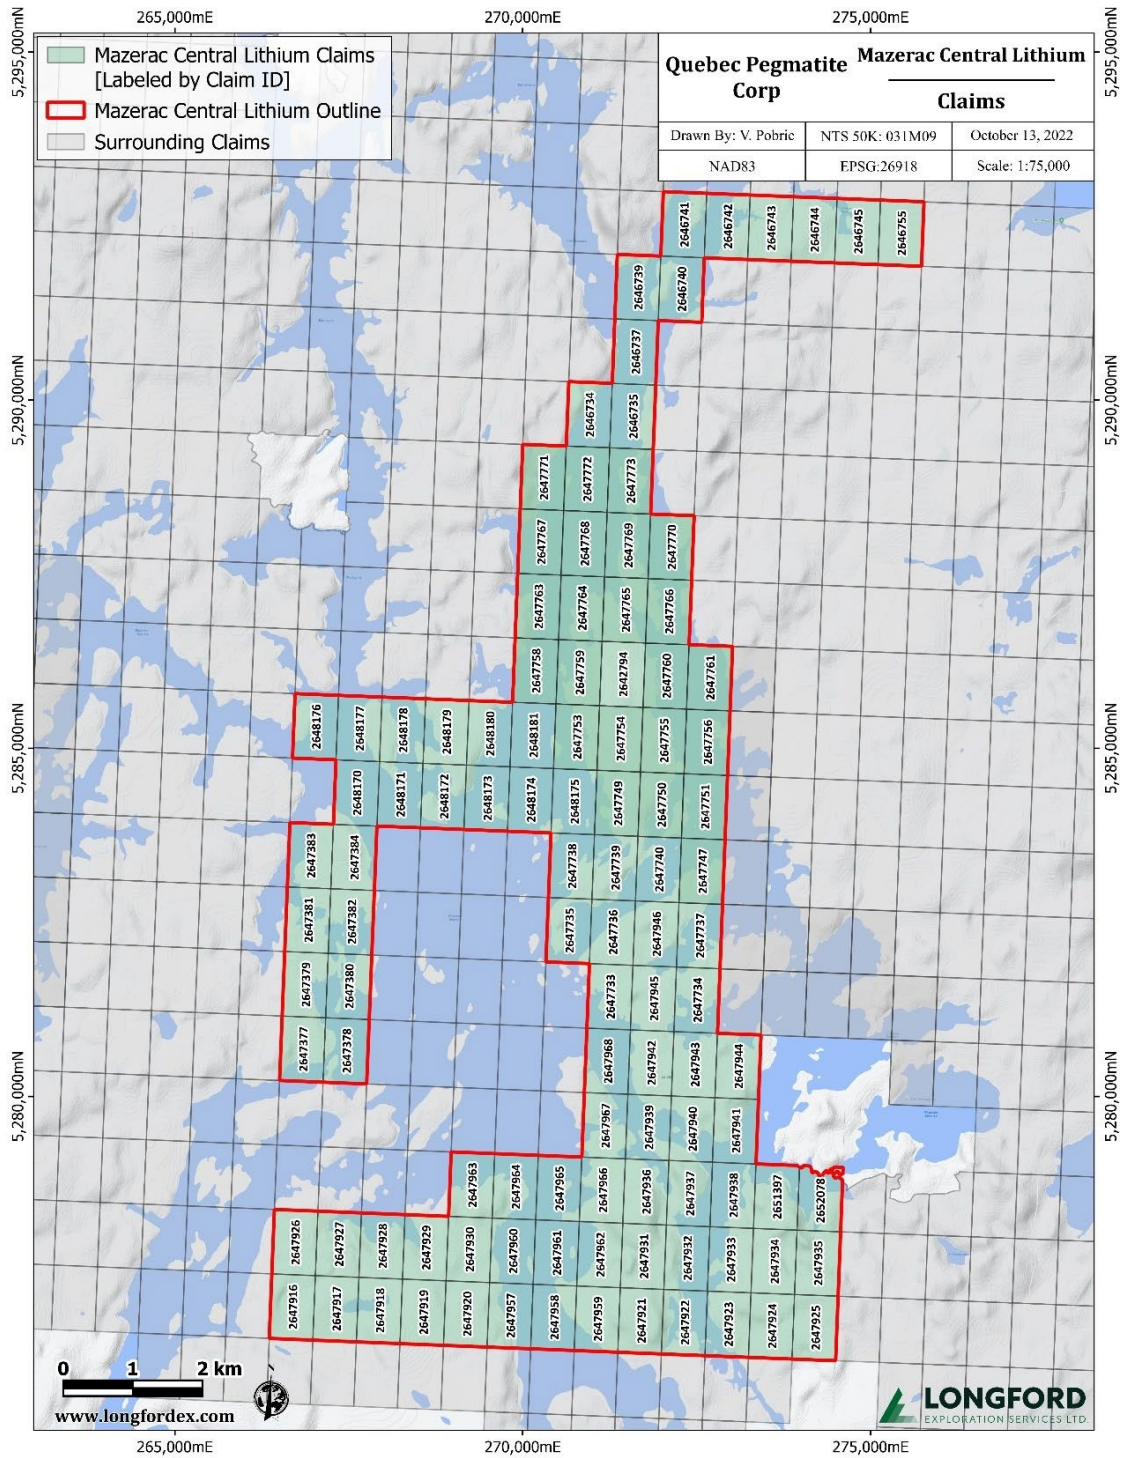 265,000mE 270,000mE 275,000mE
5,295,000mN
5,290,000mN
5,285,000mN
5,280,000mN
Mazerac Central Lithium Claims
[Labeled by Claim ID]
Mazerac Central Lithium Outline
Surrounding Claims
Quebec Pegmatite Corp
Mazerac Central Lithium
Claims
Drawn By: V. Pobric NTS 50K: 031M09 October 13, 2022
NAD83 EPSG:26918 Scale: 1:75,000
5,295,000mN
5,290,000mN
5,285,000mN
5,280,000mN
2646741 2646742 2646743 2646744 2646745 2646755
2646739 2646740
2646737
2646734 2646735
2647771 2647772 2647773
2647767 2647768 2647769 2647770
2647763 2647764 2647765 2647766
2647758 2647759 2642794 2647760 2647761
2648176 2648177 2648178 2648179 2648180 2648181 2647753 2647754 2647755 2647756
2648170 2648171 2648172 2648173 2648174 2648175 2647749 2647750 2647751
2647383 2647384 2647738 2647739 2647740 2647747
2647381 2647382 2647735 2647736 2647946 2647737
2647379 2647380 2647733 2647945 2647734
2647377 2647378 2647968 2647942 2647943 2647944
2647967 2647939 2647940 2647941
2647963 2647964 2647965 2647966 2647936 2647937 2647938 2651397 2652078
2647926 2647927 2647928 2647929 2647930 2647960 2647961 2647962 2647931 2647932 2647933 2647934 2647935
2647916 2647917 2647918 2647919 2647920 2647957 2647958 2647959 2647921 2647922 2647923 2647924 2647925
0 1 2 km
www.longfordex.com
LONGFORD
EXPLORATION SERVICES LTD.
265,000mE 270,000mE 275,000mE